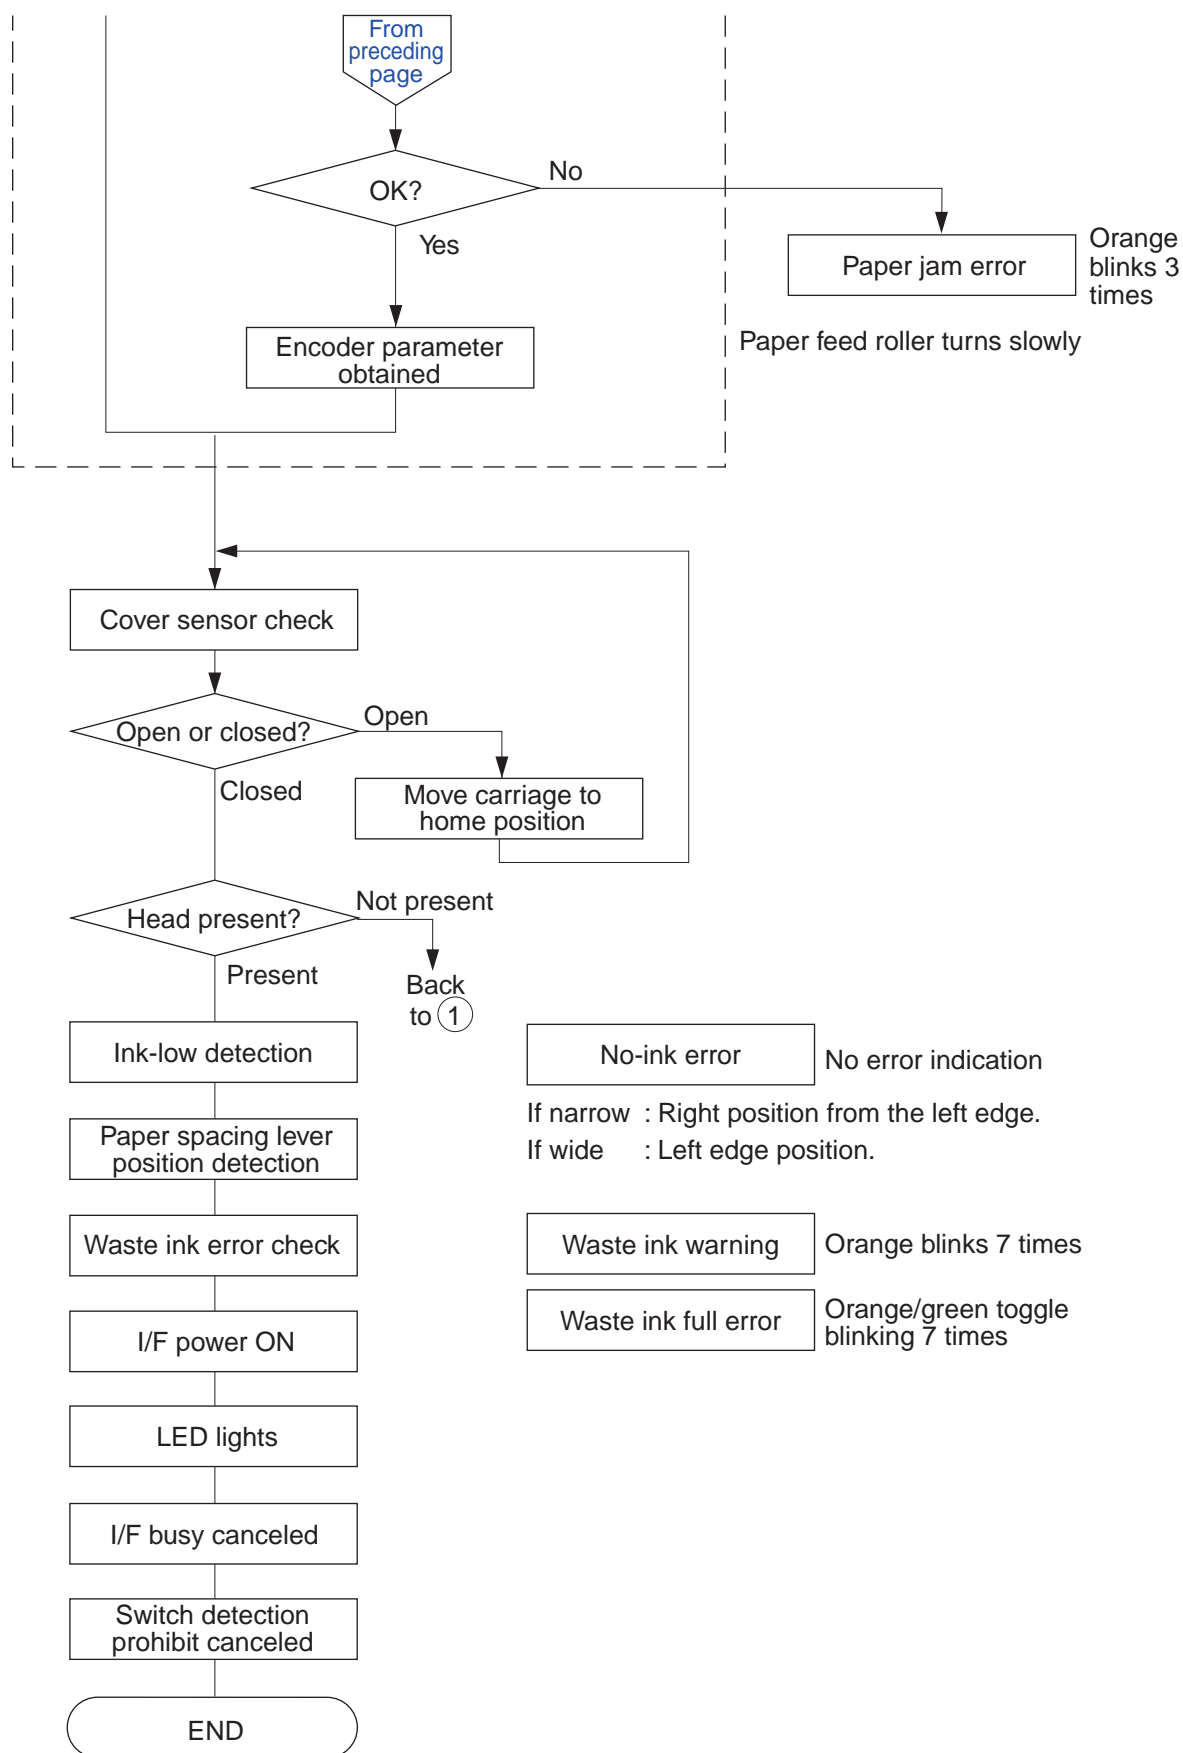 From
preceding
page
OK?
No
Yes
Paper jam error
Orange
blinks 3
times
Encoder parameter
obtained
Paper feed roller turns slowly
Cover sensor check
Open or closed?
Open
Closed
Move carriage to
home position
Head present?
Not present
Present
Back
to 1
Ink-low detection
No-ink error
No error indication
Paper spacing lever
position detection
If narrow : Right position from the left edge.
If wide : Left edge position.
Waste ink error check
Waste ink warning
Orange blinks 7 times
I/F power ON
Waste ink full error
Orange/green toggle
blinking 7 times
LED lights
I/F busy canceled
Switch detection
prohibit canceled
END